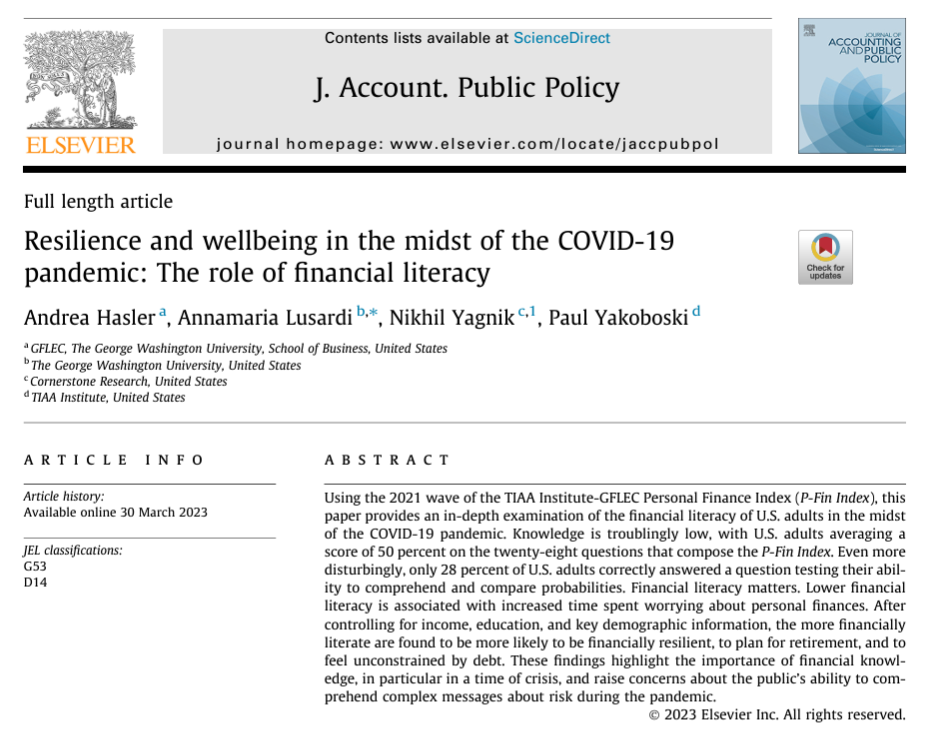 Contents lists available at ScienceDirect
J. Account. Public Policy
journal homepage: www.elsevier.com/locate/jaccpubpol
ELSEVIER
JOURNAL OF
ACCOUNTING
AND PUBLIC
POLICY
Full length article
Resilience and wellbeing in the midst of the COVID-19
pandemic: The role of financial literacy
Check for
updates
Andrea Hasler a, Annamaria Lusardi b,*, Nikhil Yagnik c,1, Paul Yakoboski d
a GFLEC, The George Washington University, School of Business, United States
b The George Washington University, United States
c Cornerstone Research, United States
d TIAA Institute, United States
ARTICLE INFO
Article history:
Available online 30 March 2023
JEL classifications:
G53
D14
ABSTRACT
Using the 2021 wave of the TIAA Institute-GFLEC Personal Finance Index (P-Fin Index), this
paper provides an in-depth examination of the financial literacy of U.S. adults in the midst
of the COVID-19 pandemic. Knowledge is troublingly low, with U.S. adults averaging a
score of 50 percent on the twenty-eight questions that compose the P-Fin Index. Even more
disturbingly, only 28 percent of U.S. adults correctly answered a question testing their abil-
ity to comprehend and compare probabilities. Financial literacy matters. Lower financial
literacy is associated with increased time spent worrying about personal finances. After
controlling for income, education, and key demographic information, the more financially
literate are found to be more likely to be financially resilient, to plan for retirement, and to
feel unconstrained by debt. These findings highlight the importance of financial knowl-
edge, in particular in a time of crisis, and raise concerns about the public's ability to com-
prehend complex messages about risk during the pandemic.
© 2023 Elsevier Inc. All rights reserved.